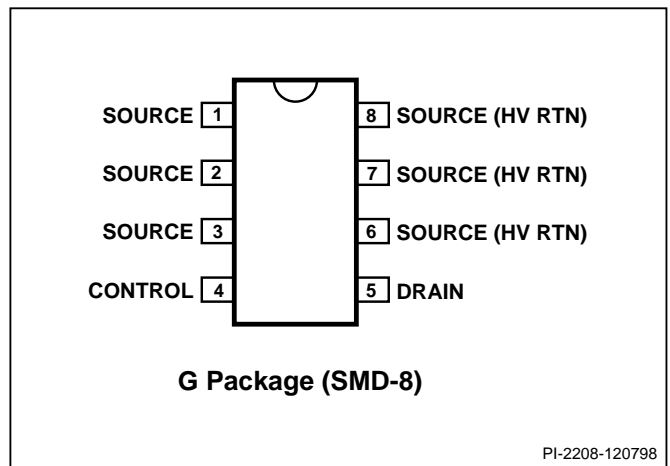 SOURCE 1 8 SOURCE (HV RTN)
SOURCE 2 7 SOURCE (HV RTN)
SOURCE 3 6 SOURCE (HV RTN)
CONTROL 4 5 DRAIN
G Package (SMD-8)
PI-2208-120798